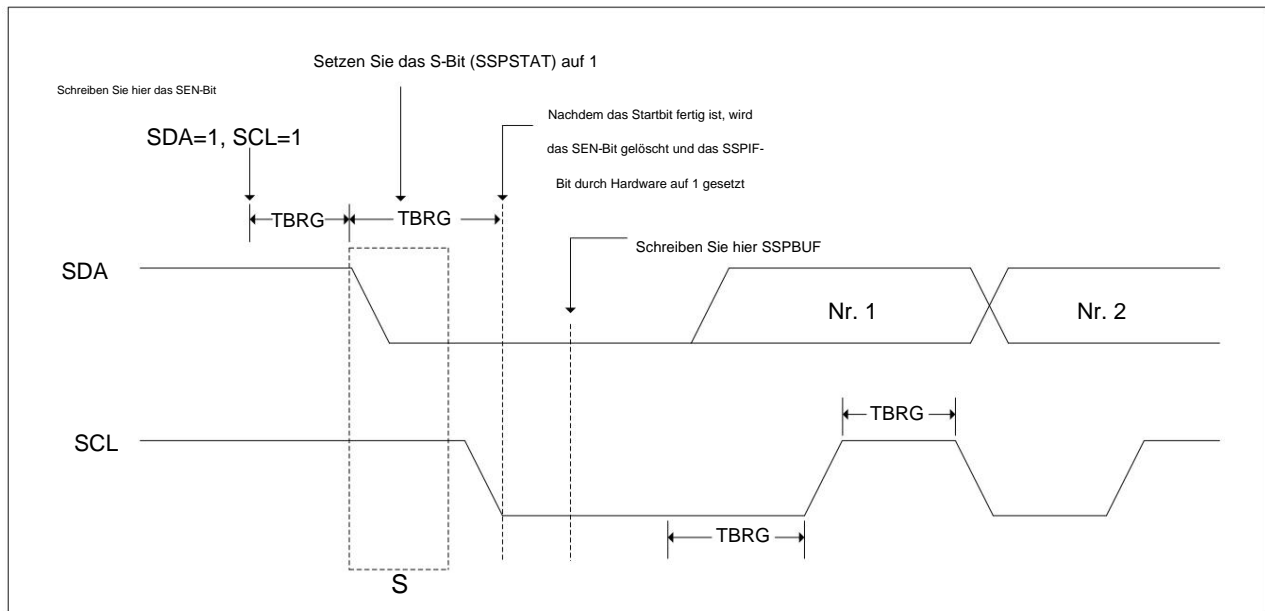 Setzen Sie das S-Bit (SSPSTAT) auf 1
Schreiben Sie hier das SEN-Bit
SDA=1, SCL=1
Nachdem das Startbit fertig ist, wird
das SEN-Bit gelöscht und das SSPIF-
Bit durch Hardware auf 1 gesetzt
TBRG
TBRG
Schreiben Sie hier SSPBUF
SDA
Nr. 1
Nr. 2
TBRG
SCL
TBRG
S